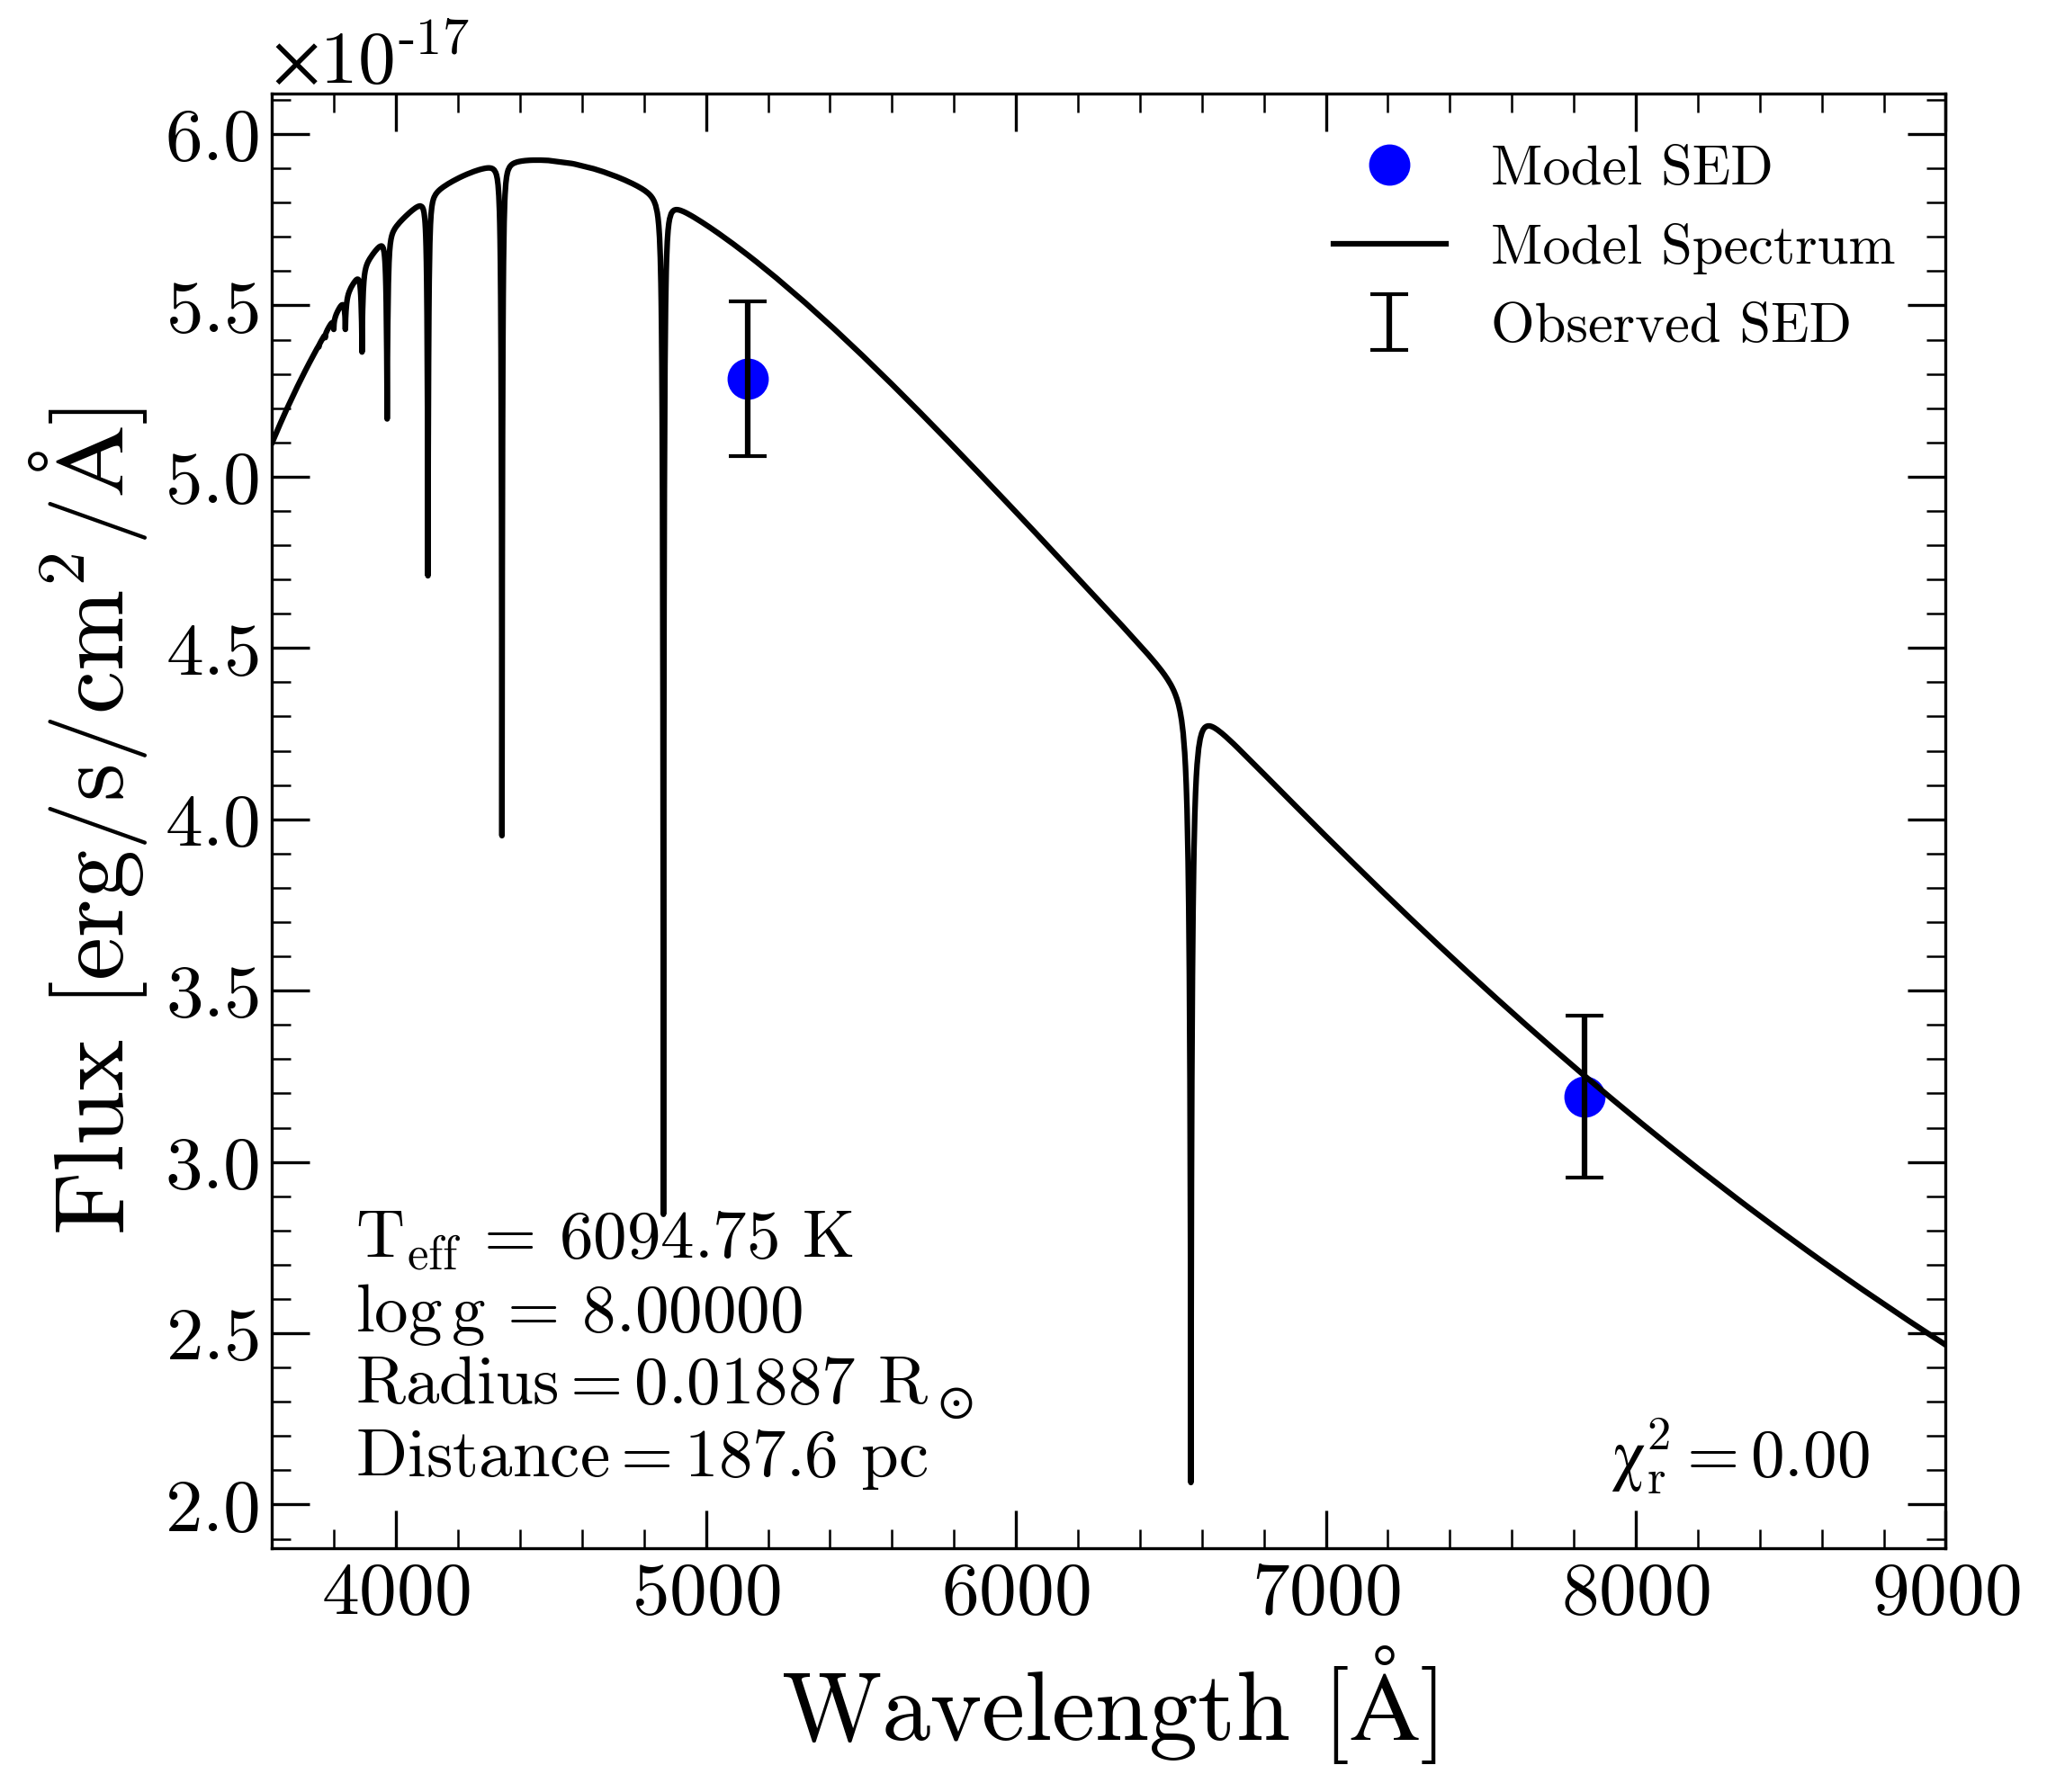 ×10⁻¹⁷
6.0
5.5
5.0
4.5
4.0
3.5
3.0
2.5
2.0
Flux [erg/s/cm²/Å]
Model SED
Model Spectrum
Observed SED
T_eff = 6094.75 K
log g = 8.00000
Radius = 0.01887 R_⊙
Distance = 187.6 pc
χ²_r = 0.00
4000 5000 6000 7000 8000 9000
Wavelength [Å]